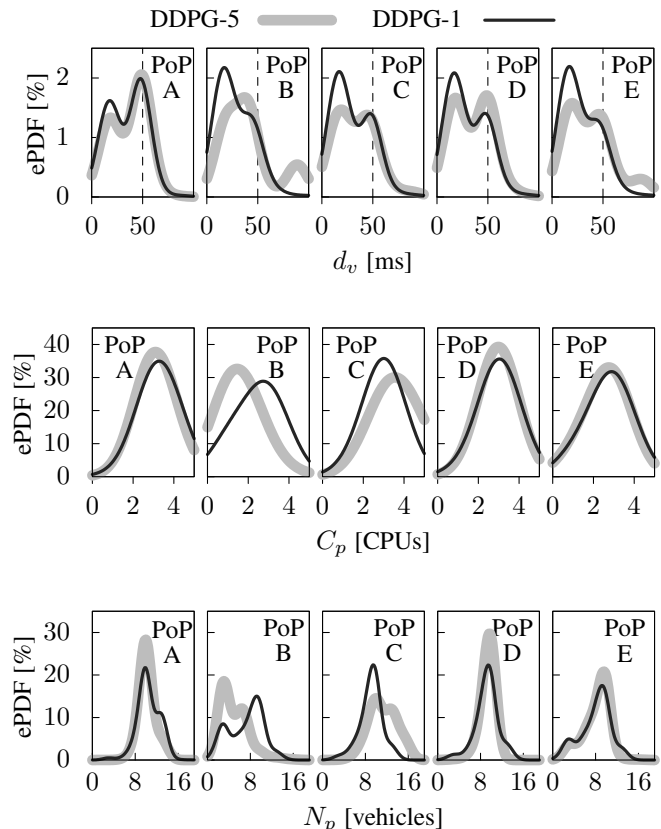 DDPG-5 DDPG-1
ePDF [%]
2
1
0
PoP A
PoP B
PoP C
PoP D
PoP E
0 50 0 50 0 50 0 50 0 50
d_v [ms]
ePDF [%]
40
30
20
10
0
PoP A
PoP B
PoP C
PoP D
PoP E
0 2 4 0 2 4 0 2 4 0 2 4 0 2 4
C_p [CPUs]
ePDF [%]
30
20
10
0
PoP A
PoP B
PoP C
PoP D
PoP E
0 8 16 0 8 16 0 8 16 0 8 16 0 8 16
N_p [vehicles]